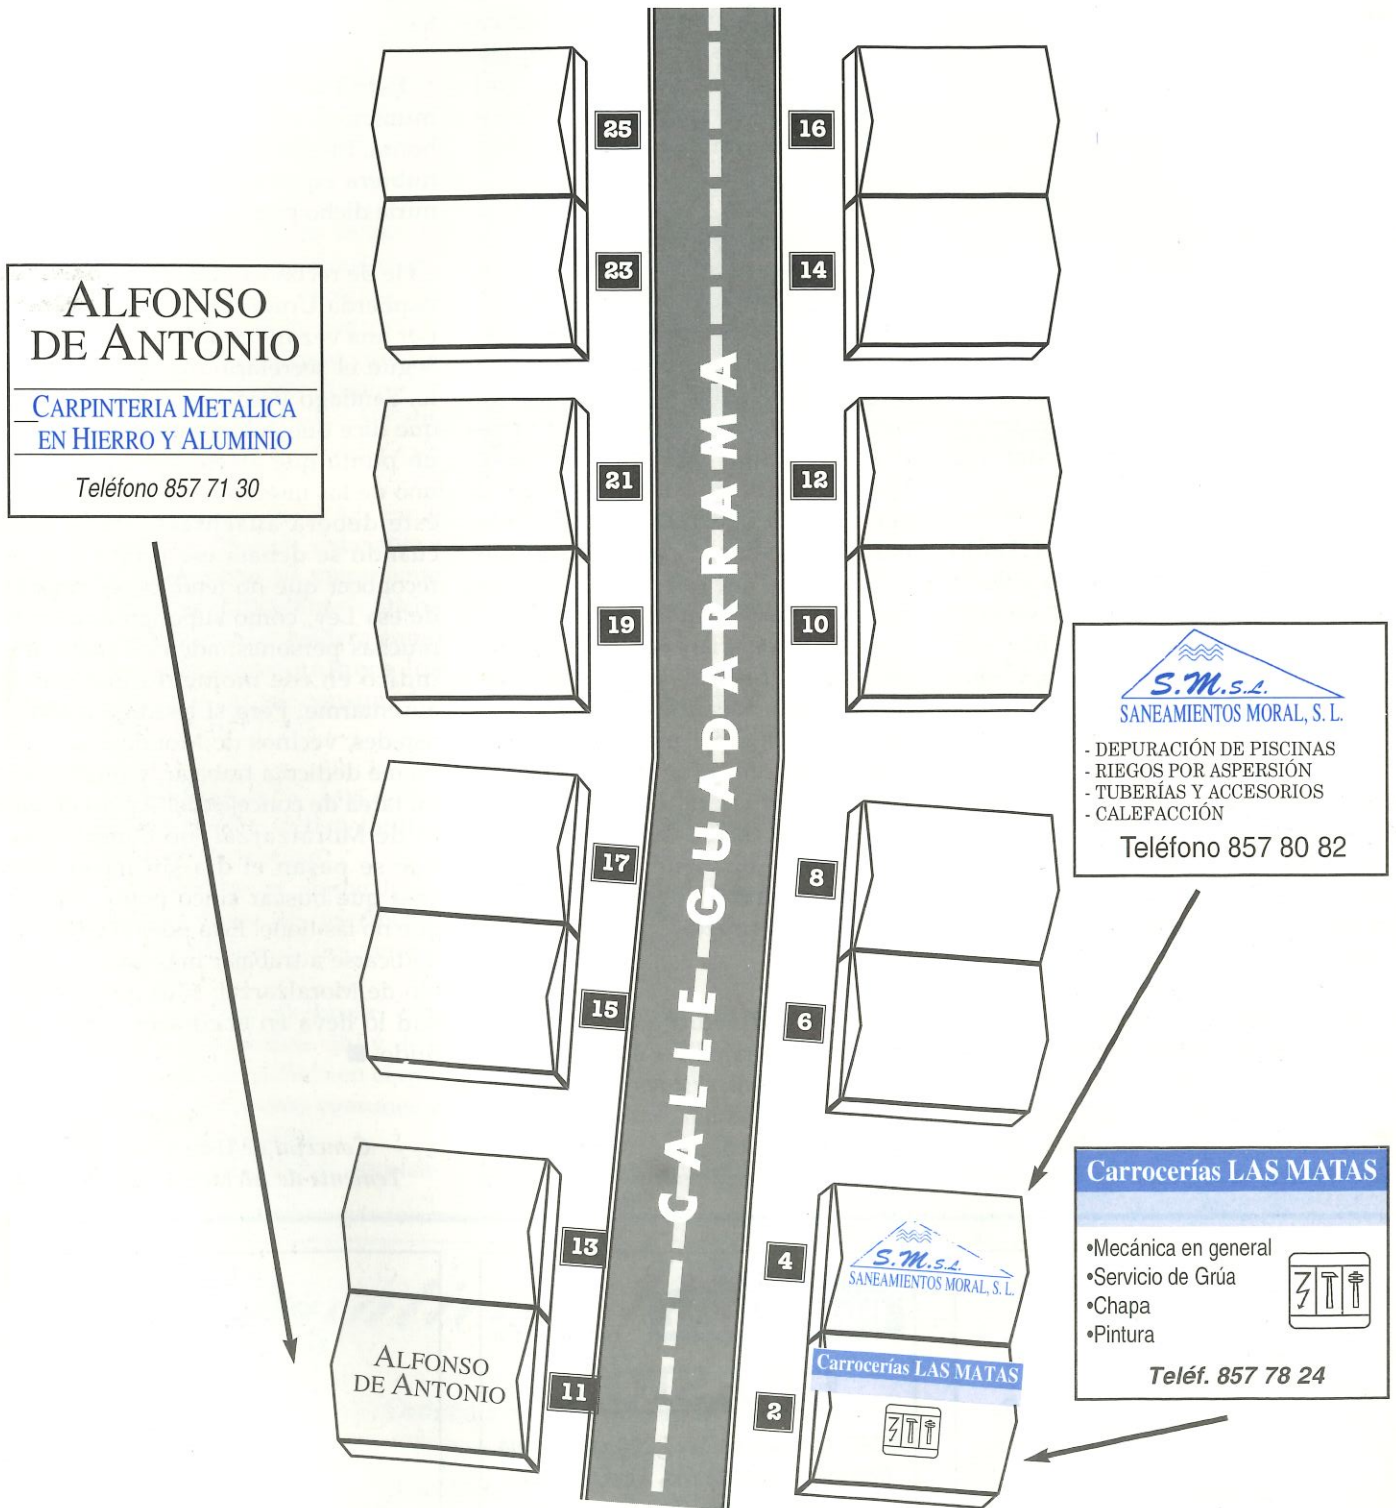 25
16
23
14
ALFONSO
DE ANTONIO
CARPINTERIA METALICA
EN HIERRO Y ALUMINIO
Teléfono 857 71 30
21
12
19
10
CALLE GUADARRAMA
S.M.S.L.
SANEAMIENTOS MORAL, S. L.
- DEPURACIÓN DE PISCINAS
- RIEGOS POR ASPERSIÓN
- TUBERÍAS Y ACCESORIOS
- CALEFACCIÓN
Teléfono 857 80 82
17
8
15
6
13
4
S.M.S.L.
SANEAMIENTOS MORAL, S. L.
Carrocerías LAS MATAS
•Mecánica en general
•Servicio de Grúa
•Chapa
•Pintura
Teléf. 857 78 24
ALFONSO
DE ANTONIO
11
2
Carrocerías LAS MATAS